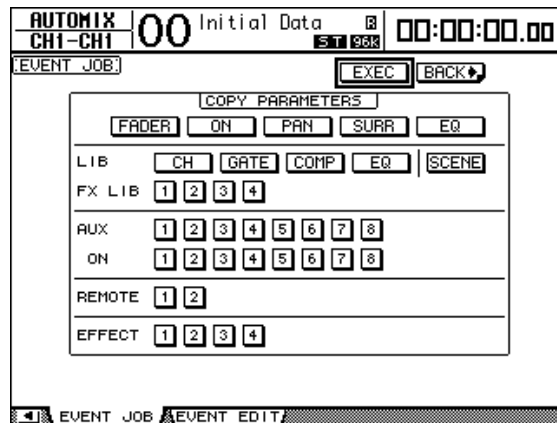 AUTOMIX 00 Initial Data R 00:00:00.00
CH1-CH1 ST 96k
EVENT JOB EXEC BACK
COPY PARAMETERS
FADER ON PAN SURR EQ
LIB CH GATE COMP EQ SCENE
FX LIB 1 2 3 4
AUX 1 2 3 4 5 6 7 8
ON 1 2 3 4 5 6 7 8
REMOTE 1 2
EFFECT 1 2 3 4
EVENT JOB EVENT EDIT